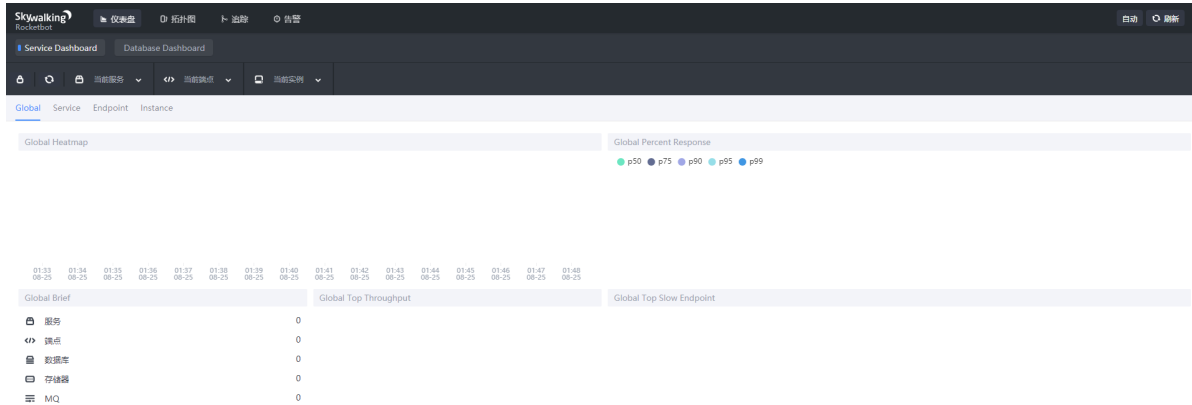 Skywalking
Rocketbot
仪表盘 拓扑图 追踪 告警 自动 刷新
Service Dashboard Database Dashboard
当前服务 当前端点 当前实例
Global Service Endpoint Instance
Global Heatmap Global Percent Response
p50 p75 p90 p95 p99
01:33 01:34 01:35 01:36 01:37 01:38 01:39 01:40 01:41 01:42 01:43 01:44 01:45 01:46 01:47 01:48
08-25 08-25 08-25 08-25 08-25 08-25 08-25 08-25 08-25 08-25 08-25 08-25 08-25 08-25 08-25 08-25
Global Brief Global Top Throughput Global Top Slow Endpoint
服务 0
端点 0
数据库 0
存储器 0
MQ 0